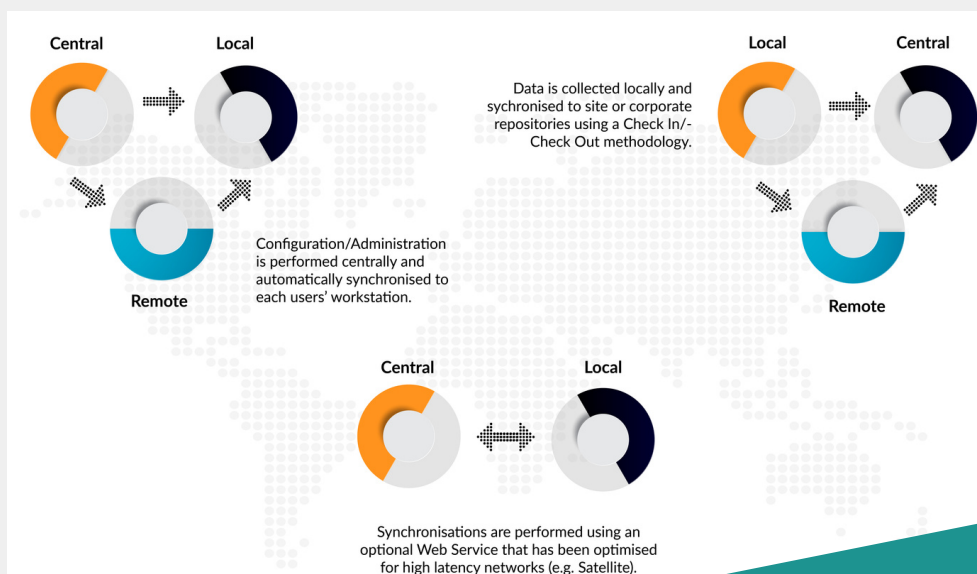 Central
Local
Remote
Configuration/Administration
is performed centrally and
automatically synchronised to
each users' workstation.
Local
Central
Data is collected locally and
sychronised to site or corporate
repositories using a Check In/-
Check Out methodology.
Remote
Central
Local
Synchronisations are performed using an
optional Web Service that has been optimised
for high latency networks (e.g. Satellite).